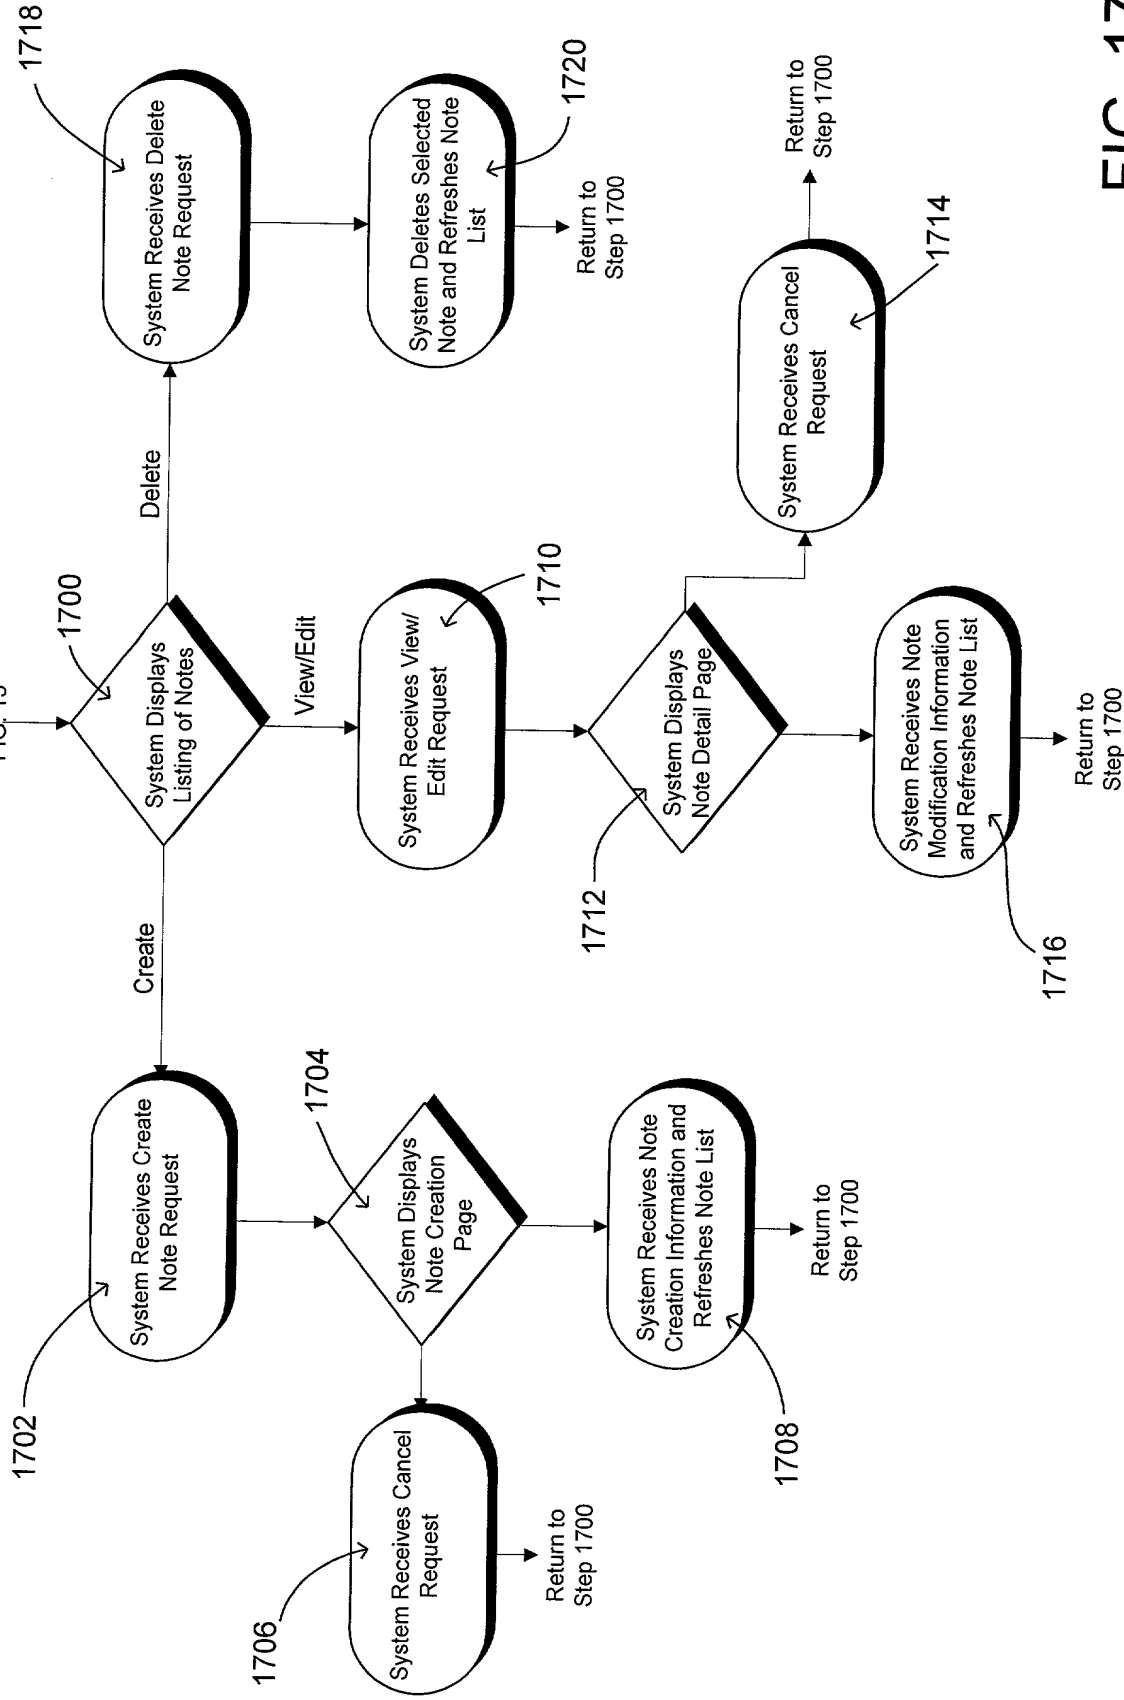 1700
System Displays
Listing of Notes
Create
View/Edit
Delete
1702
System Receives Create
Note Request
1704
System Displays
Note Creation
Page
1706
System Receives Cancel
Request
Return to
Step 1700
1708
System Receives Note
Creation Information and
Refreshes Note List
Return to
Step 1700
1710
System Receives View/
Edit Request
1712
System Displays
Note Detail Page
1714
System Receives Cancel
Request
Return to
Step 1700
1716
System Receives Note
Modification Information
and Refreshes Note List
Return to
Step 1700
1718
System Receives Delete
Note Request
1720
System Deletes Selected
Note and Refreshes Note
List
Return to
Step 1700
FIG. 17